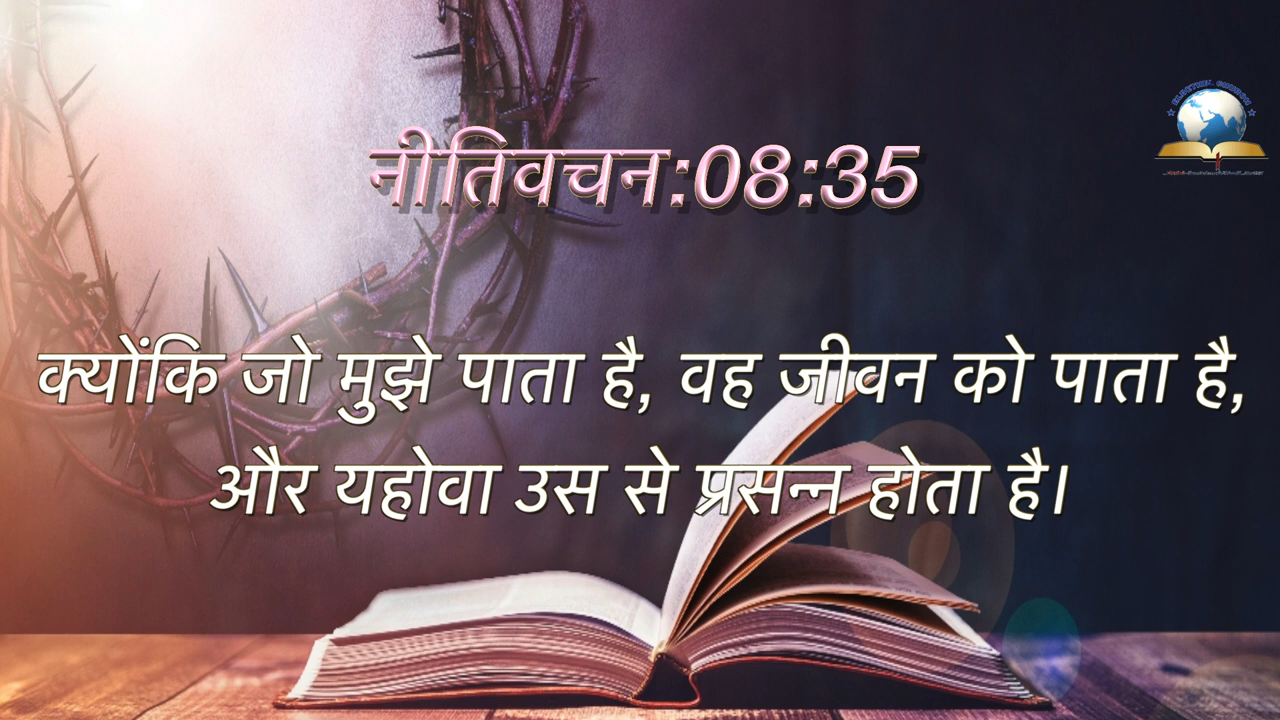 नीतिवचन:08:35
क्योंकि जो मुझे पाता है, वह जीवन को पाता है,
और यहोवा उस से प्रसन्न होता है।